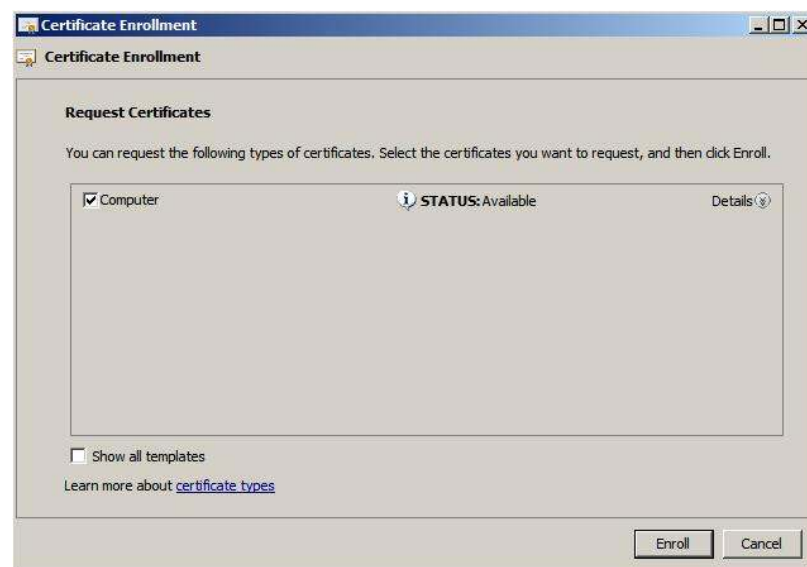 Certificate Enrollment
Certificate Enrollment
Request Certificates
You can request the following types of certificates. Select the certificates you want to request, and then click Enroll.
Computer STATUS: Available Details
Show all templates
Learn more about certificate types
Enroll Cancel